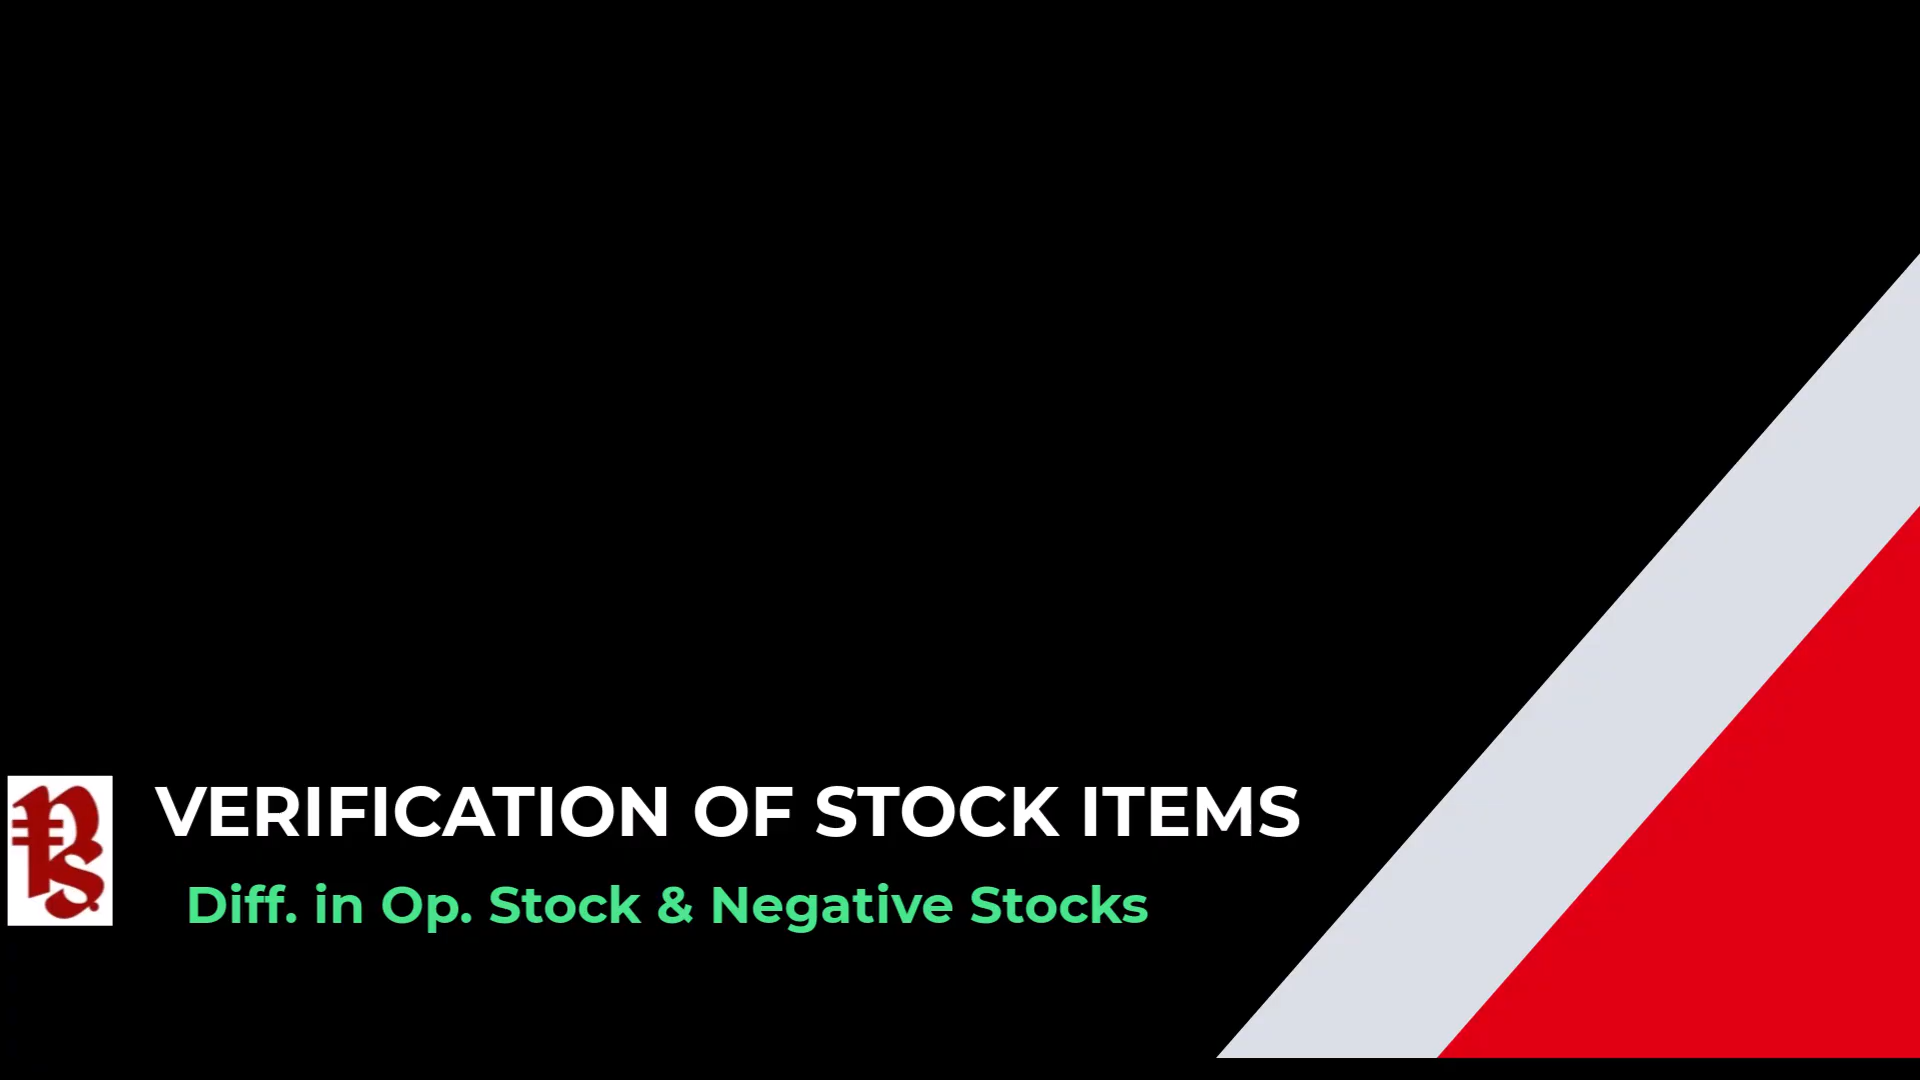 VERIFICATION OF STOCK ITEMS
Diff. in Op. Stock & Negative Stocks